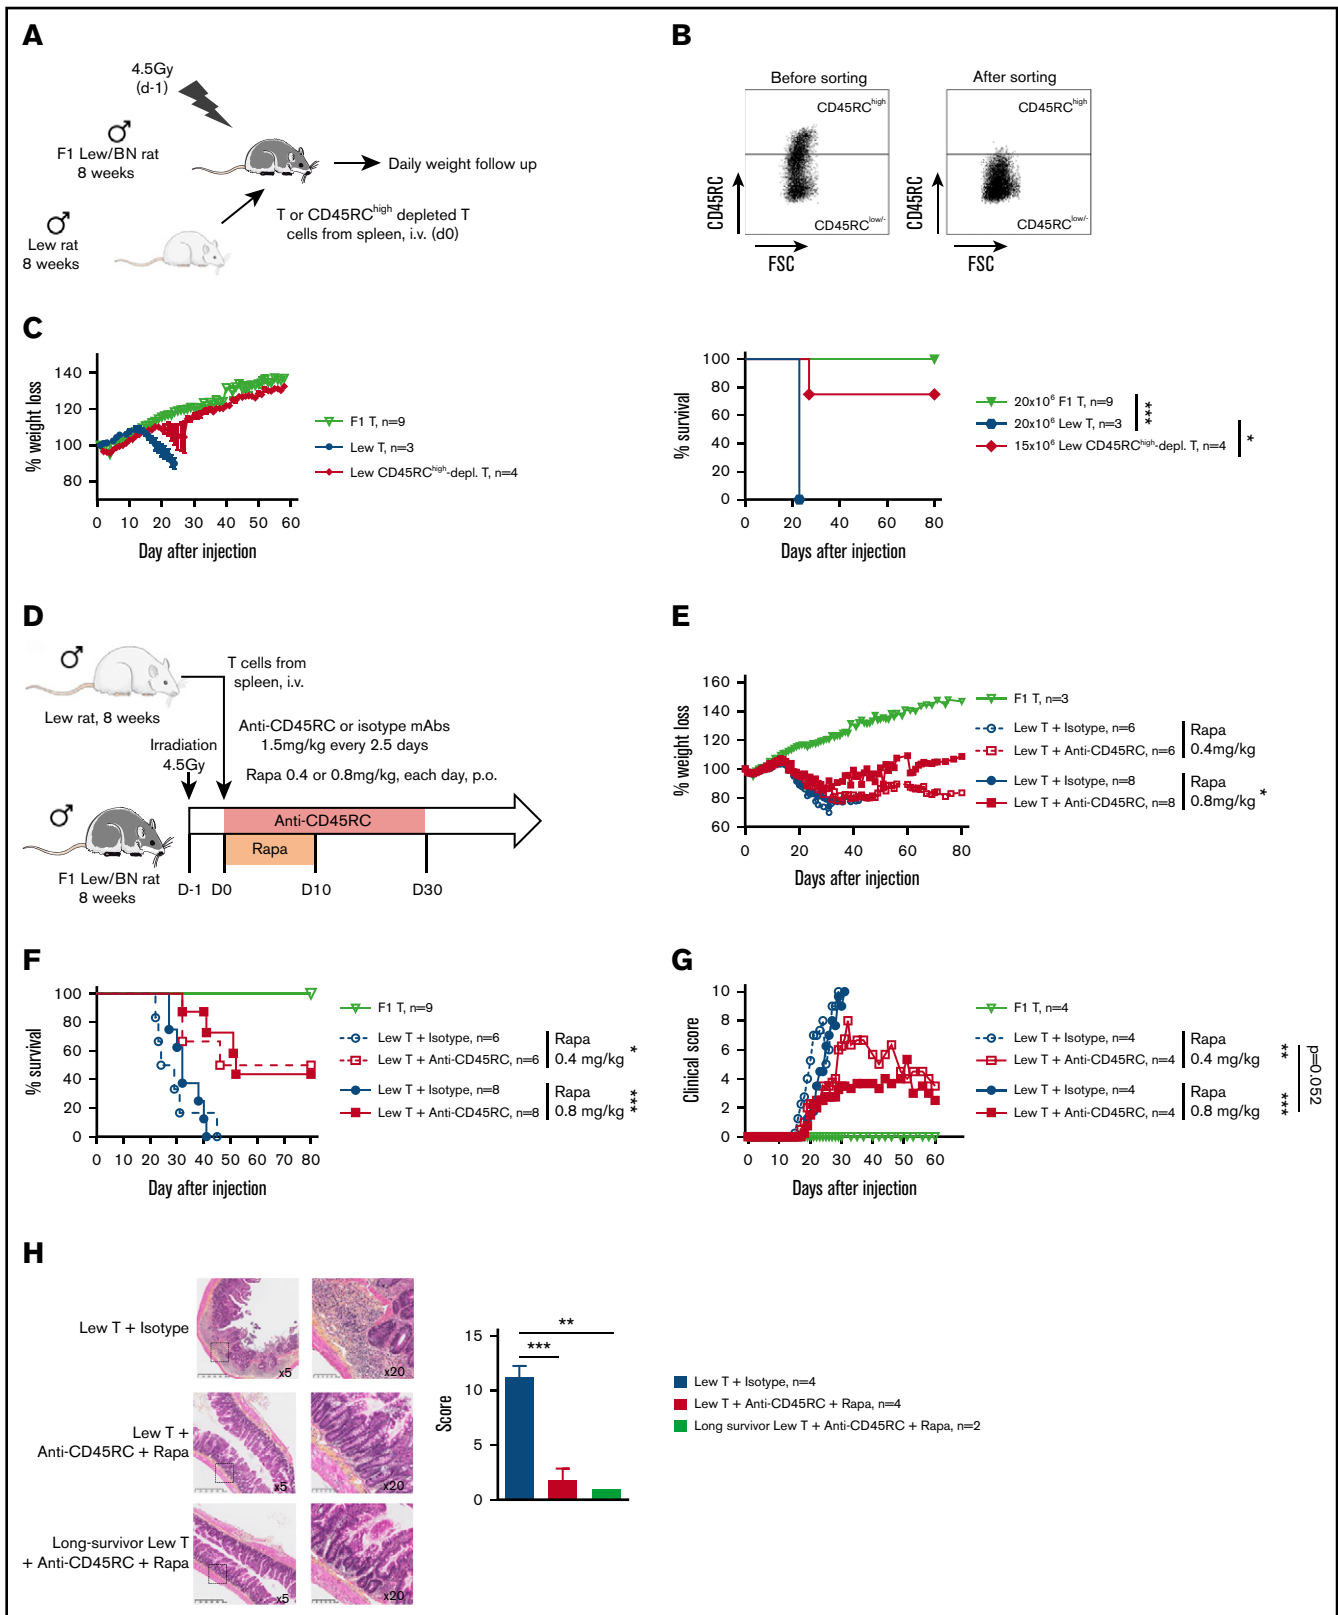 A
4.5Gy
(d-1)
F1 Lew/BN rat
8 weeks
Daily weight follow up
Lew rat
8 weeks
T or CD45RChigh depleted T
cells from spleen, i.v. (d0)
B
Before sorting
After sorting
CD45RChigh
CD45RChigh
CD45RC
CD45RC
CD45RClow/-
CD45RClow/-
FSC
FSC
C
% weight loss
140
120
100
80
0 10 20 30 40 50 60
Day after injection
F1 T, n=9
Lew T, n=3
Lew CD45RChigh-depl. T, n=4
% survival
100
80
60
40
20
0
0 20 40 60 80
Days after injection
20x10⁶ F1 T, n=9
20x10⁶ Lew T, n=3
15x10⁶ Lew CD45RChigh-depl. T, n=4
***
*
D
T cells from
spleen, i.v.
Lew rat, 8 weeks
Anti-CD45RC or isotype mAbs
1.5mg/kg every 2.5 days
Irradiation
4.5Gy
Rapa 0.4 or 0.8mg/kg, each day, p.o.
Anti-CD45RC
Rapa
F1 Lew/BN rat
8 weeks
D-1 D0 D10 D30
E
% weight loss
160
140
120
100
80
60
0 20 40 60 80
Days after injection
F1 T, n=3
Lew T + Isotype, n=6
Lew T + Anti-CD45RC, n=6
Rapa
0.4mg/kg
Lew T + Isotype, n=8
Lew T + Anti-CD45RC, n=8
Rapa
0.8mg/kg
*
F
% survival
100
80
60
40
20
0
0 10 20 30 40 50 60 70 80
Day after injection
F1 T, n=9
Lew T + Isotype, n=6
Lew T + Anti-CD45RC, n=6
Rapa
0.4 mg/kg
*
Lew T + Isotype, n=8
Lew T + Anti-CD45RC, n=8
Rapa
0.8 mg/kg
***
G
Clinical score
10
8
6
4
2
0
0 10 20 30 40 50 60
Days after injection
F1 T, n=4
Lew T + Isotype, n=4
Lew T + Anti-CD45RC, n=4
Rapa
0.4 mg/kg
**
Lew T + Isotype, n=4
Lew T + Anti-CD45RC, n=4
Rapa
0.8 mg/kg
***
p=0.052
H
Lew T + Isotype
x5
x20
Lew T +
Anti-CD45RC + Rapa
x5
x20
Long-survivor Lew T
+ Anti-CD45RC + Rapa
x5
x20
Score
15
10
5
0
**
***
Lew T + Isotype, n=4
Lew T + Anti-CD45RC + Rapa, n=4
Long survivor Lew T + Anti-CD45RC + Rapa, n=2